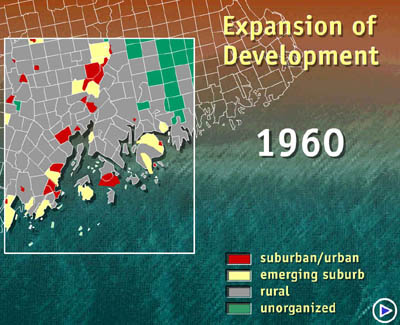 Expansion of
Development
1960
suburban/urban
emerging suburb
rural
unorganized